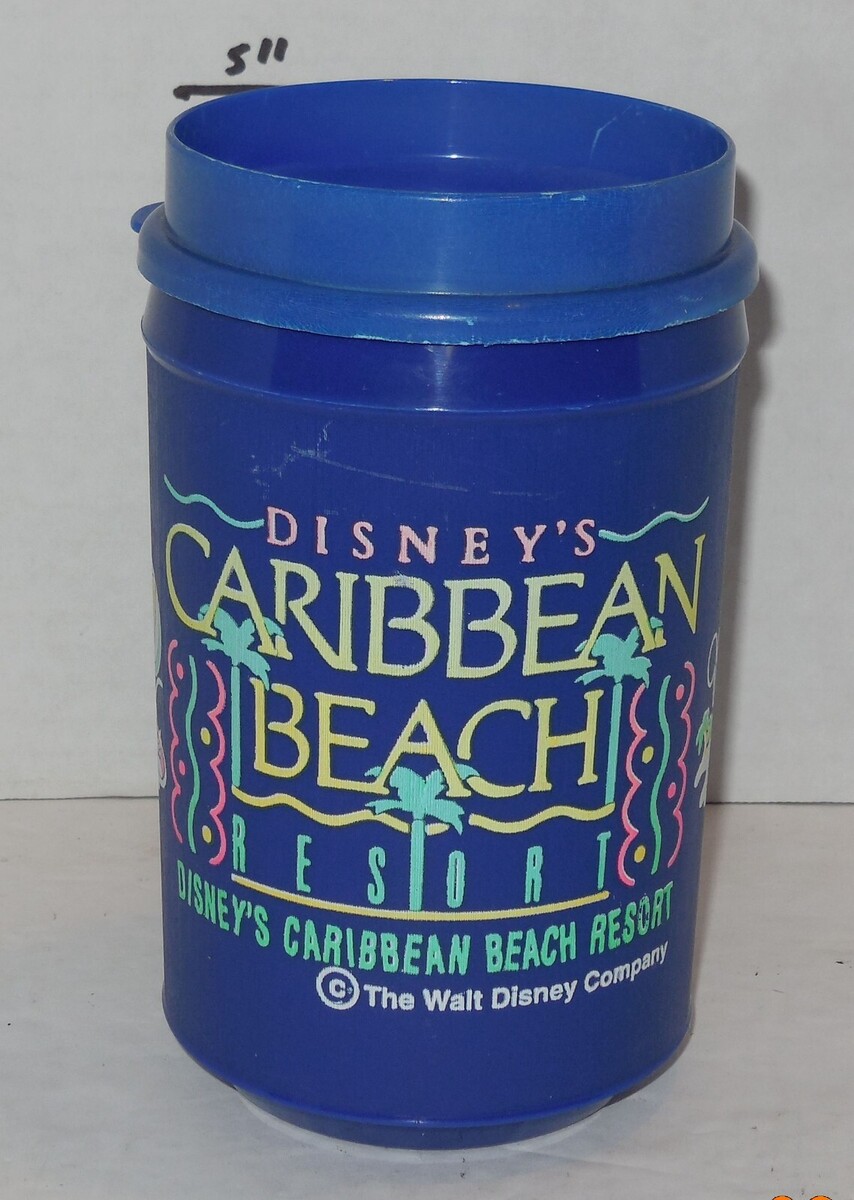 5"
DISNEY'S
CARIBBEAN
BEACH
RESORT
DISNEY'S CARIBBEAN BEACH RESORT
© The Walt Disney Company